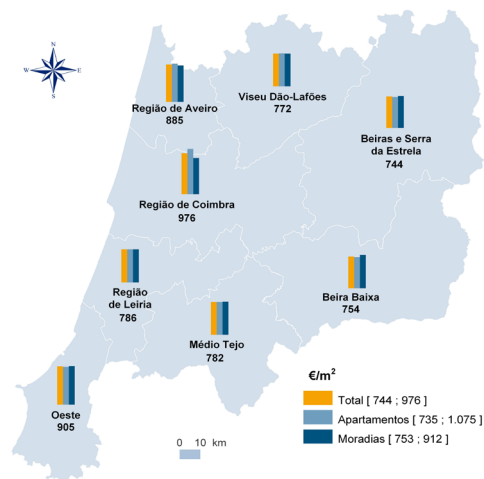 N
W
E
S
Região de Aveiro
885
Viseu Dão-Lafões
772
Beiras e Serra
da Estrela
744
Região de Coimbra
976
Região
de Leiria
786
Beira Baixa
754
Médio Tejo
782
Oeste
905
€/m²
Total [ 744 ; 976 ]
Apartamentos [ 735 ; 1.075 ]
Moradias [ 753 ; 912 ]
0 10 km